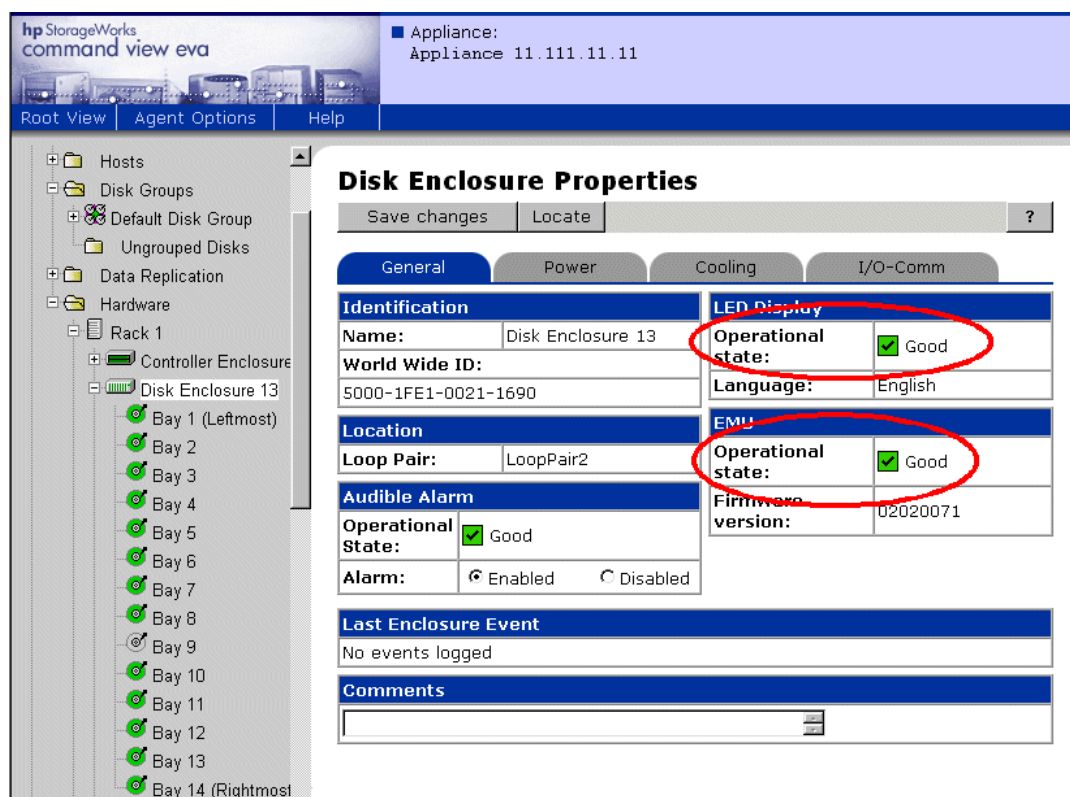 hp StorageWorks
command view eva
Appliance:
Appliance 11.111.11.11
Root View
Agent Options
Help
Hosts
Disk Groups
Default Disk Group
Ungrouped Disks
Data Replication
Hardware
Rack 1
Controller Enclosure
Disk Enclosure 13
Bay 1 (Leftmost)
Bay 2
Bay 3
Bay 4
Bay 5
Bay 6
Bay 7
Bay 8
Bay 9
Bay 10
Bay 11
Bay 12
Bay 13
Bay 14 (Rightmost
Disk Enclosure Properties
Save changes
Locate
?
General
Power
Cooling
I/O-Comm
Identification
Name: Disk Enclosure 13
World Wide ID:
5000-1FE1-0021-1690
Location
Loop Pair: LoopPair2
Audible Alarm
Operational
State: Good
Alarm: Enabled Disabled
LED Display
Operational
state: Good
Language: English
EMU
Operational
state: Good
Firmware
version: 02020071
Last Enclosure Event
No events logged
Comments